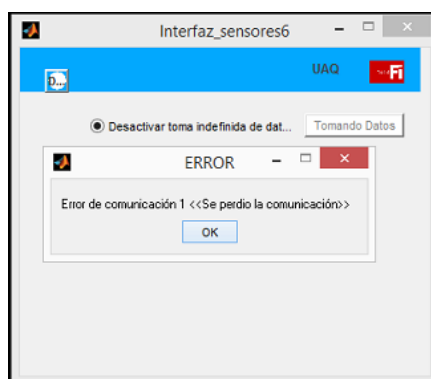 Interfaz_sensores6
UAQ
D...
Fi
Desactivar toma indefinida de dat...
Tomando Datos
ERROR
Error de comunicación 1 <<Se perdio la comunicación>>
OK